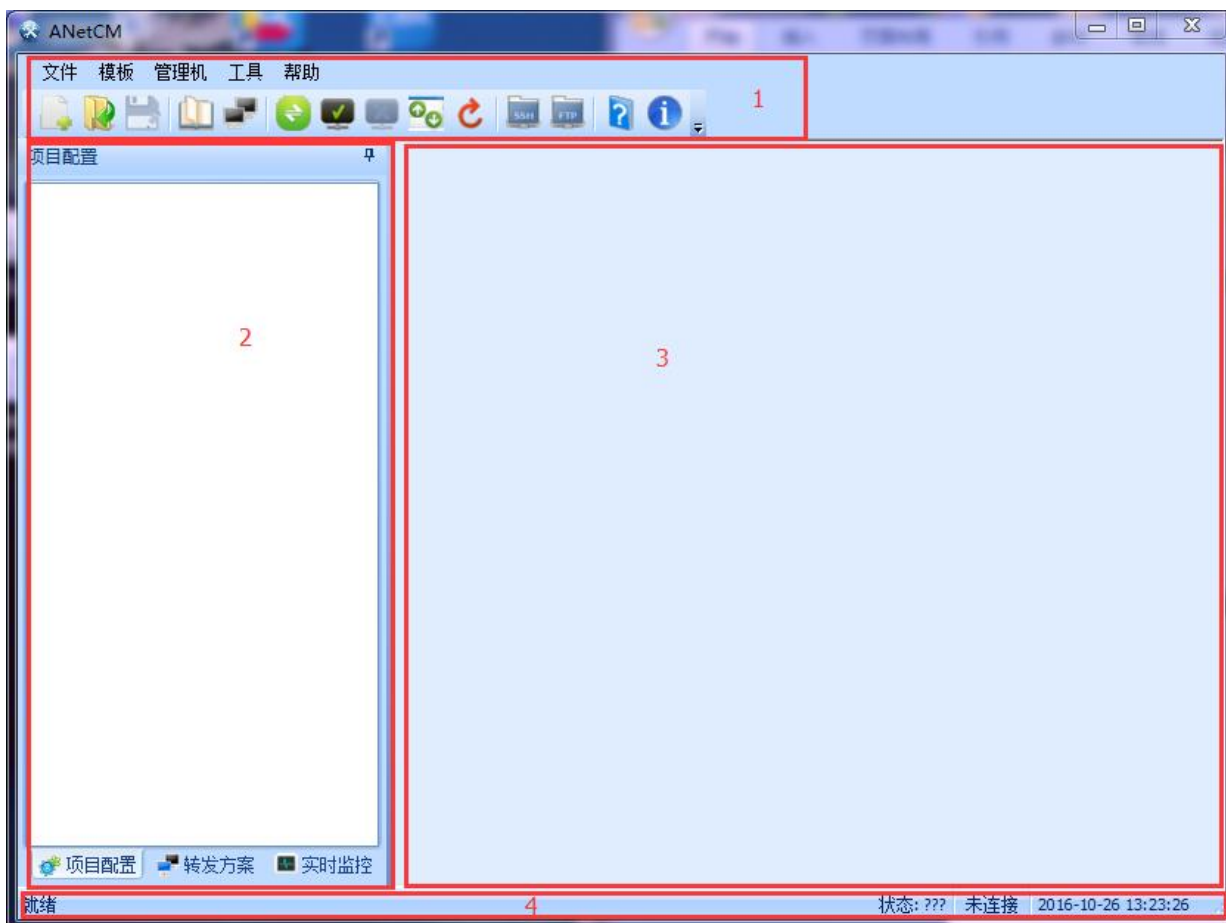 ANetCM
文件 模板 管理机 工具 帮助
SSH FTP ? i 1
项目配置
2
3
项目配置 转发方案 实时监控
就绪 4 状态: ??? 未连接 2016-10-26 13:23:26